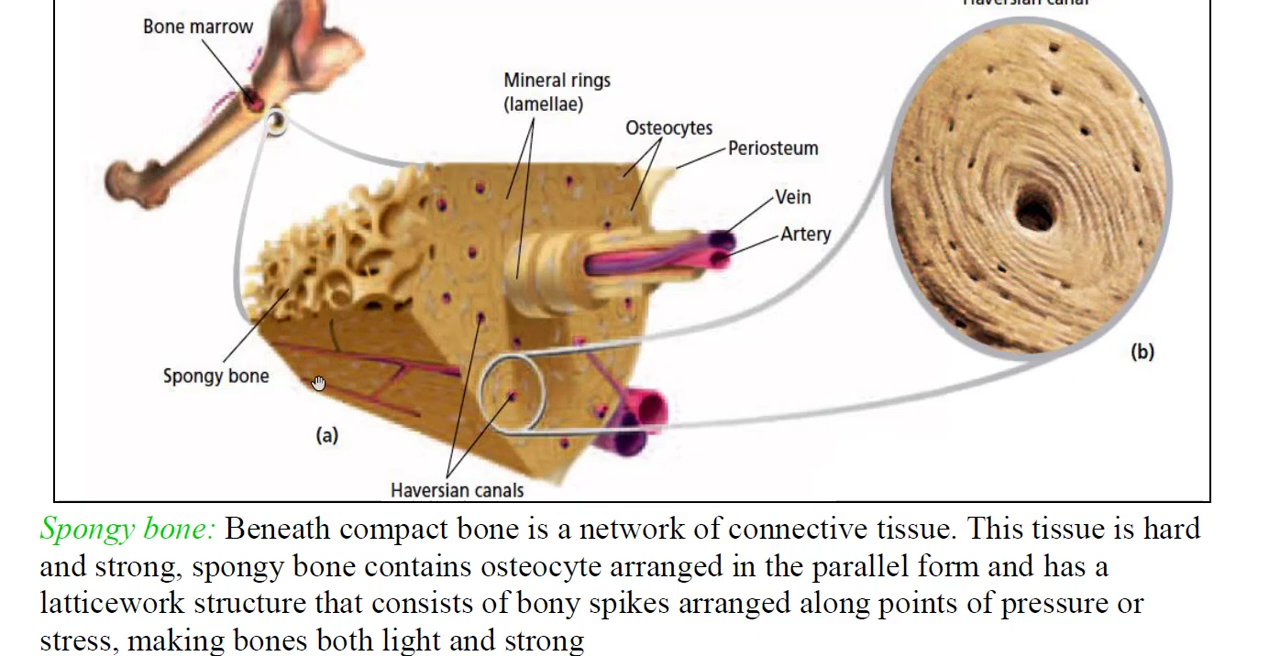 Haversian canal
Bone marrow
Mineral rings
(lamellae)
Osteocytes
Periosteum
Vein
Artery
(b)
Spongy bone
(a)
Haversian canals
Spongy bone: Beneath compact bone is a network of connective tissue. This tissue is hard
and strong, spongy bone contains osteocyte arranged in the parallel form and has a
latticework structure that consists of bony spikes arranged along points of pressure or
stress, making bones both light and strong